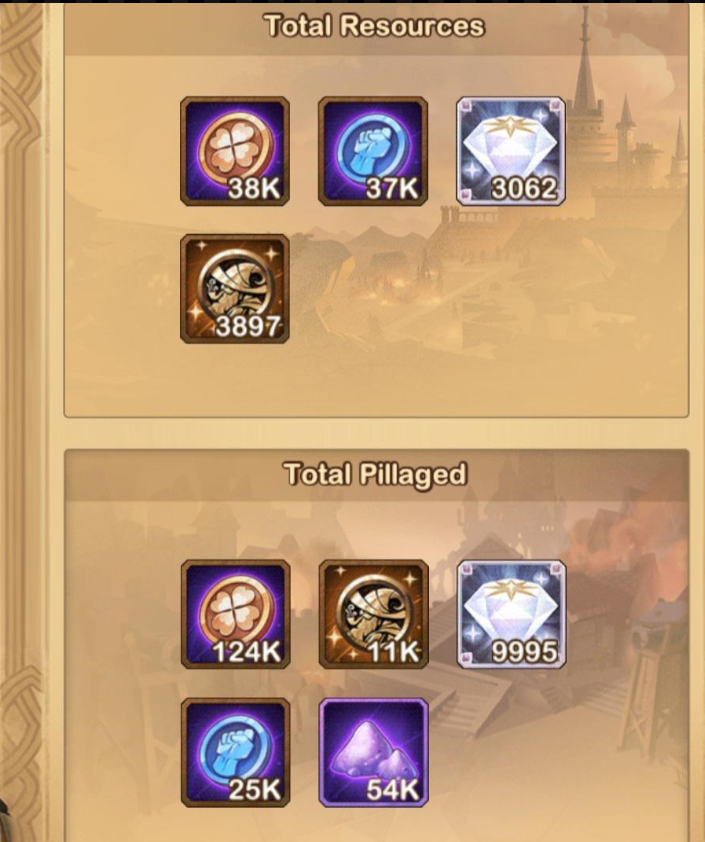 Total Resources
38K
37K
3062
3897
Total Pillaged
124K
11K
9995
25K
54K